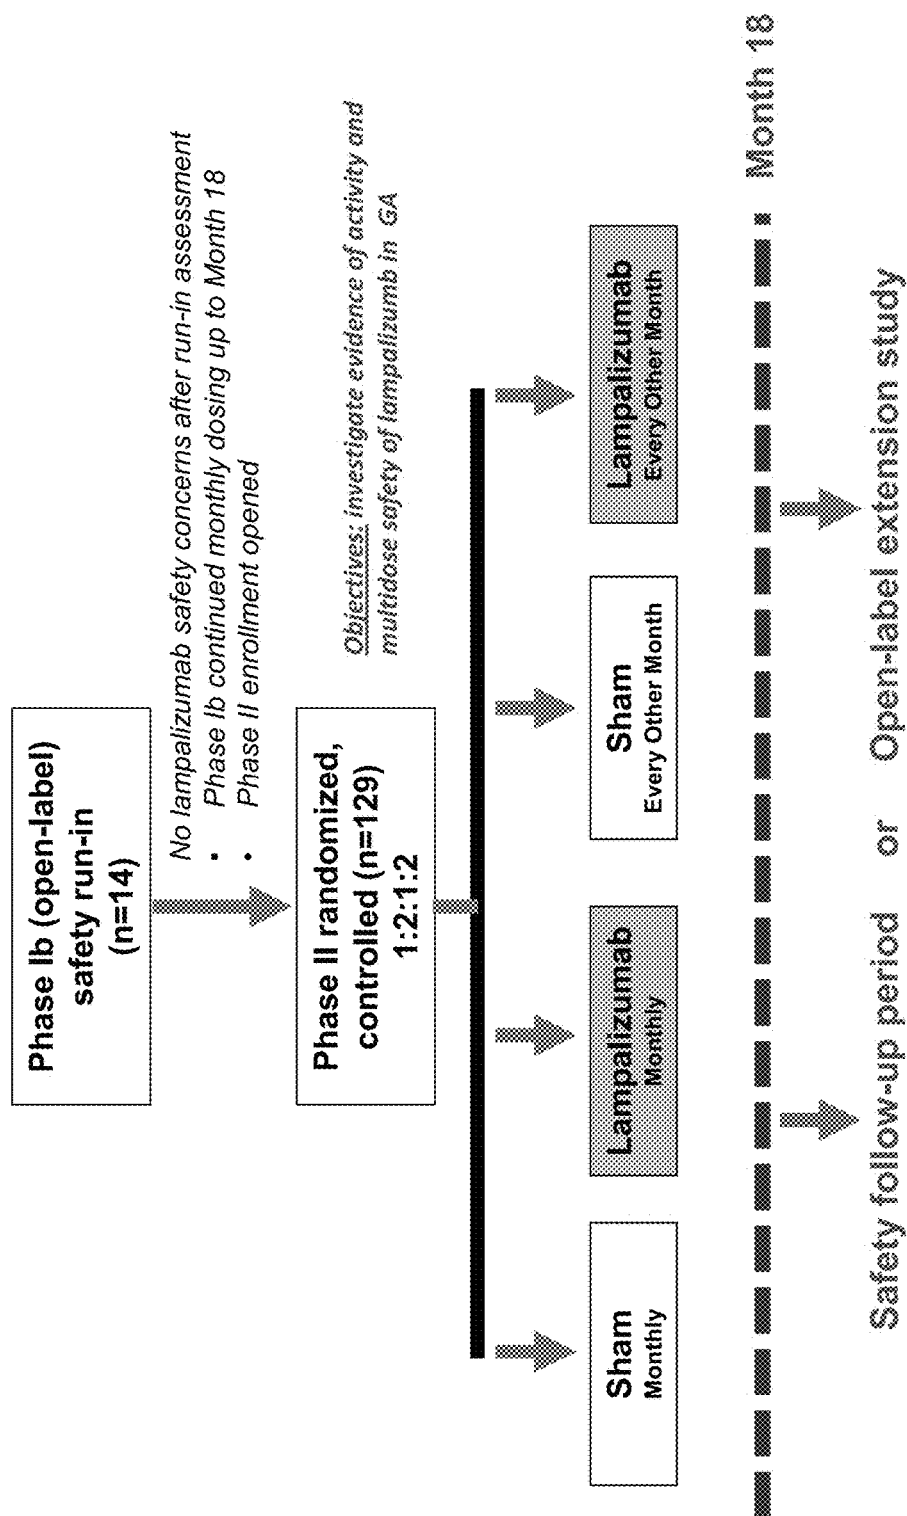 Phase Ib (open-label)
safety run-in
(n=14)
No lampalizumab safety concerns after run-in assessment
• Phase Ib continued monthly dosing up to Month 18
• Phase II enrollment opened
Phase II randomized,
controlled (n=129)
1:2:1:2
Objectives: investigate evidence of activity and
multidose safety of lampalizumb in GA
Sham
Monthly
Lampalizumab
Monthly
Sham
Every Other Month
Lampalizumab
Every Other Month
Month 18
Safety follow-up period or Open-label extension study